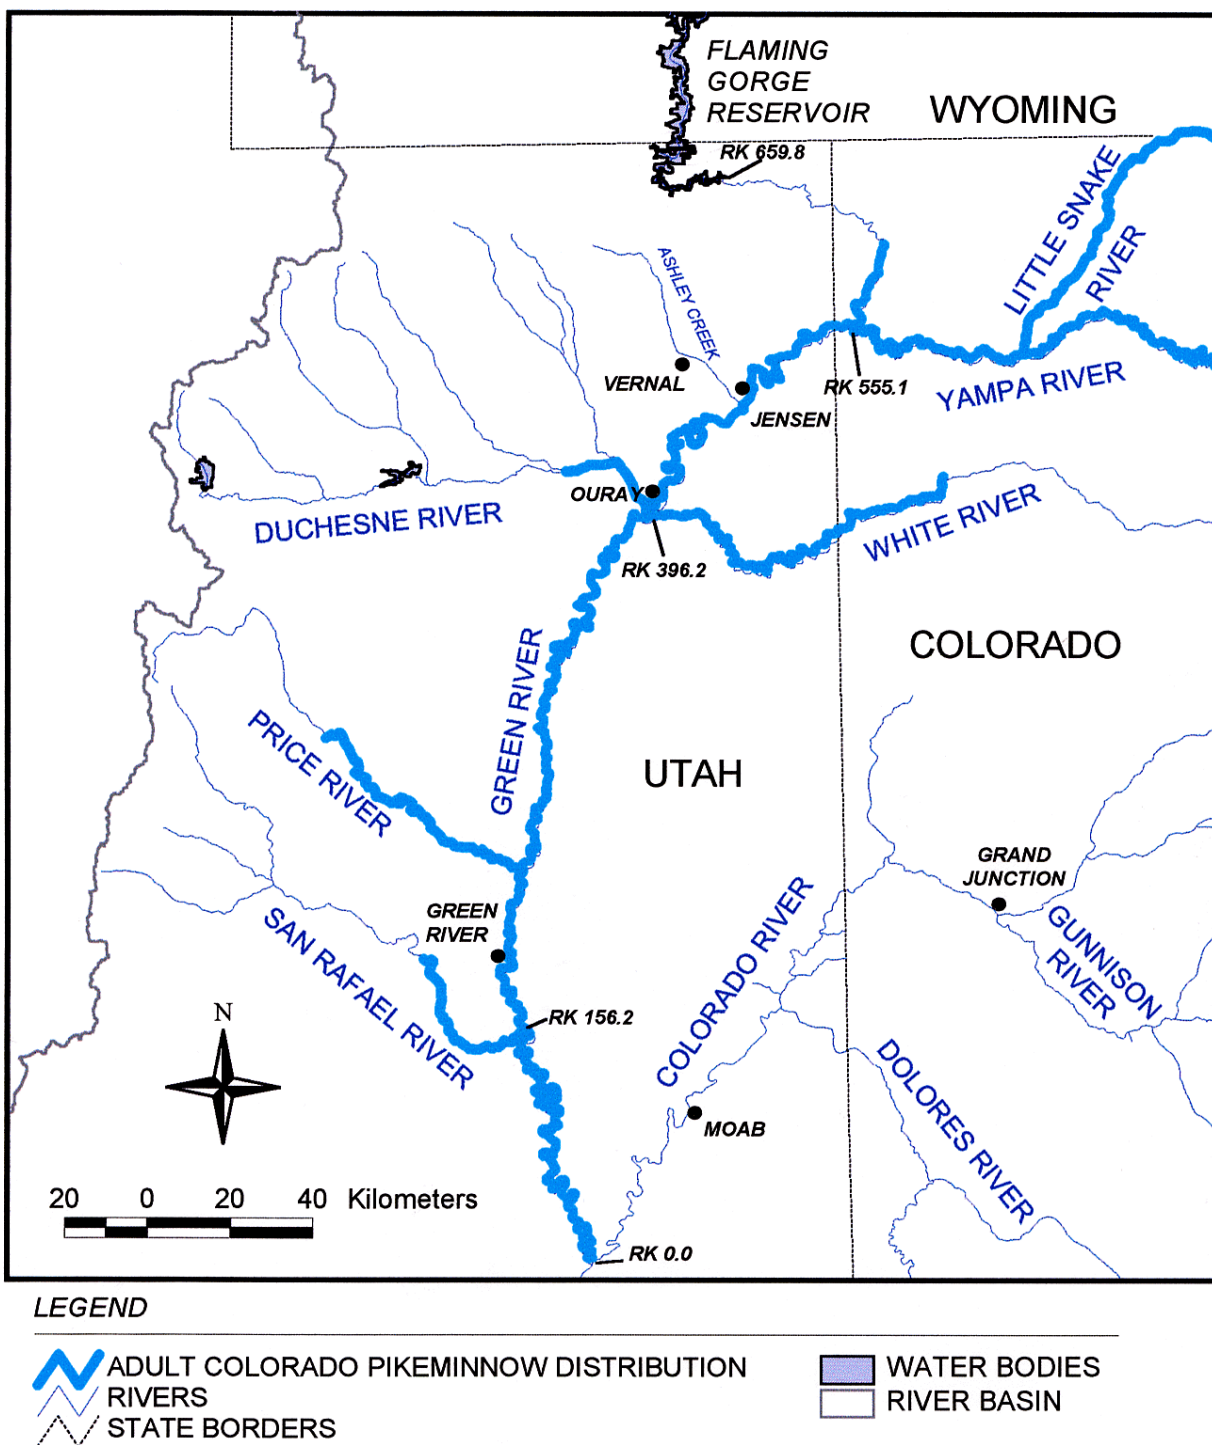 FLAMING
GORGE
RESERVOIR
WYOMING
RK 659.8
LITTLE SNAKE
RIVER
ASHLEY CREEK
VERNAL
RK 555.1
YAMPA RIVER
JENSEN
OURAY
DUCHESNE RIVER
WHITE RIVER
RK 396.2
COLORADO
GREEN RIVER
PRICE RIVER
UTAH
GRAND
JUNCTION
GREEN
RIVER
SAN RAFAEL RIVER
COLORADO RIVER
GUNNISON
RIVER
N
RK 156.2
DOLORES RIVER
MOAB
20 0 20 40 Kilometers
RK 0.0
LEGEND
ADULT COLORADO PIKEMINNOW DISTRIBUTION
RIVERS
STATE BORDERS
WATER BODIES
RIVER BASIN